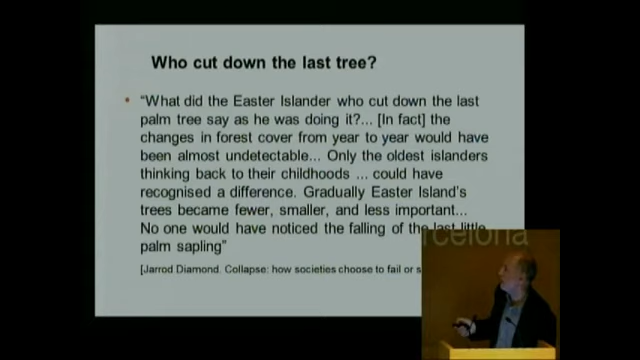 Who cut down the last tree?
• “What did the Easter Islander who cut down the last
palm tree say as he was doing it?... [In fact] the
changes in forest cover from year to year would have
been almost undetectable... Only the oldest islanders
thinking back to their childhoods ... could have
recognised a difference. Gradually Easter Island’s
trees became fewer, smaller, and less important...
No one would have noticed the falling of the last little
palm sapling”
[Jarrod Diamond. Collapse: how societies choose to fail or
rcelona